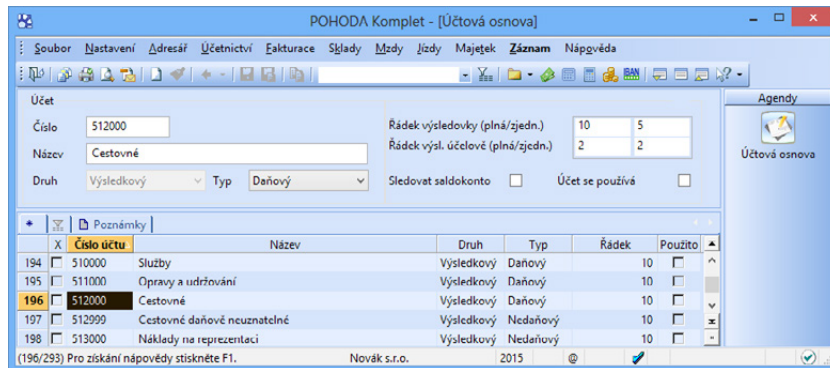 POHODA Komplet - [Účtová osnova]
Soubor Nastavení Adresář Účetnictví Fakturace Sklady Mzdy Jízdy Majetek Záznam Nápověda
Účet
Číslo 512000 Řádek výsledovky (plná/zjedn.) 10 5
Název Cestovné Řádek výsl. účelově (plná/zjedn.) 2 2
Druh Výsledkový Typ Daňový Sledovat saldokonto Účet se používá
Agendy
Účtová osnova
Poznámky
X Číslo účtu Název Druh Typ Řádek Použito
194 510000 Služby Výsledkový Daňový 10
195 511000 Opravy a udržování Výsledkový Daňový 10
196 512000 Cestovné Výsledkový Daňový 10
197 512999 Cestovné daňově neuznatelné Výsledkový Nedaňový 10
198 513000 Náklady na reprezentaci Výsledkový Nedaňový 10
(196/293) Pro získání nápovědy stiskněte F1. Novák s.r.o. 2015 @